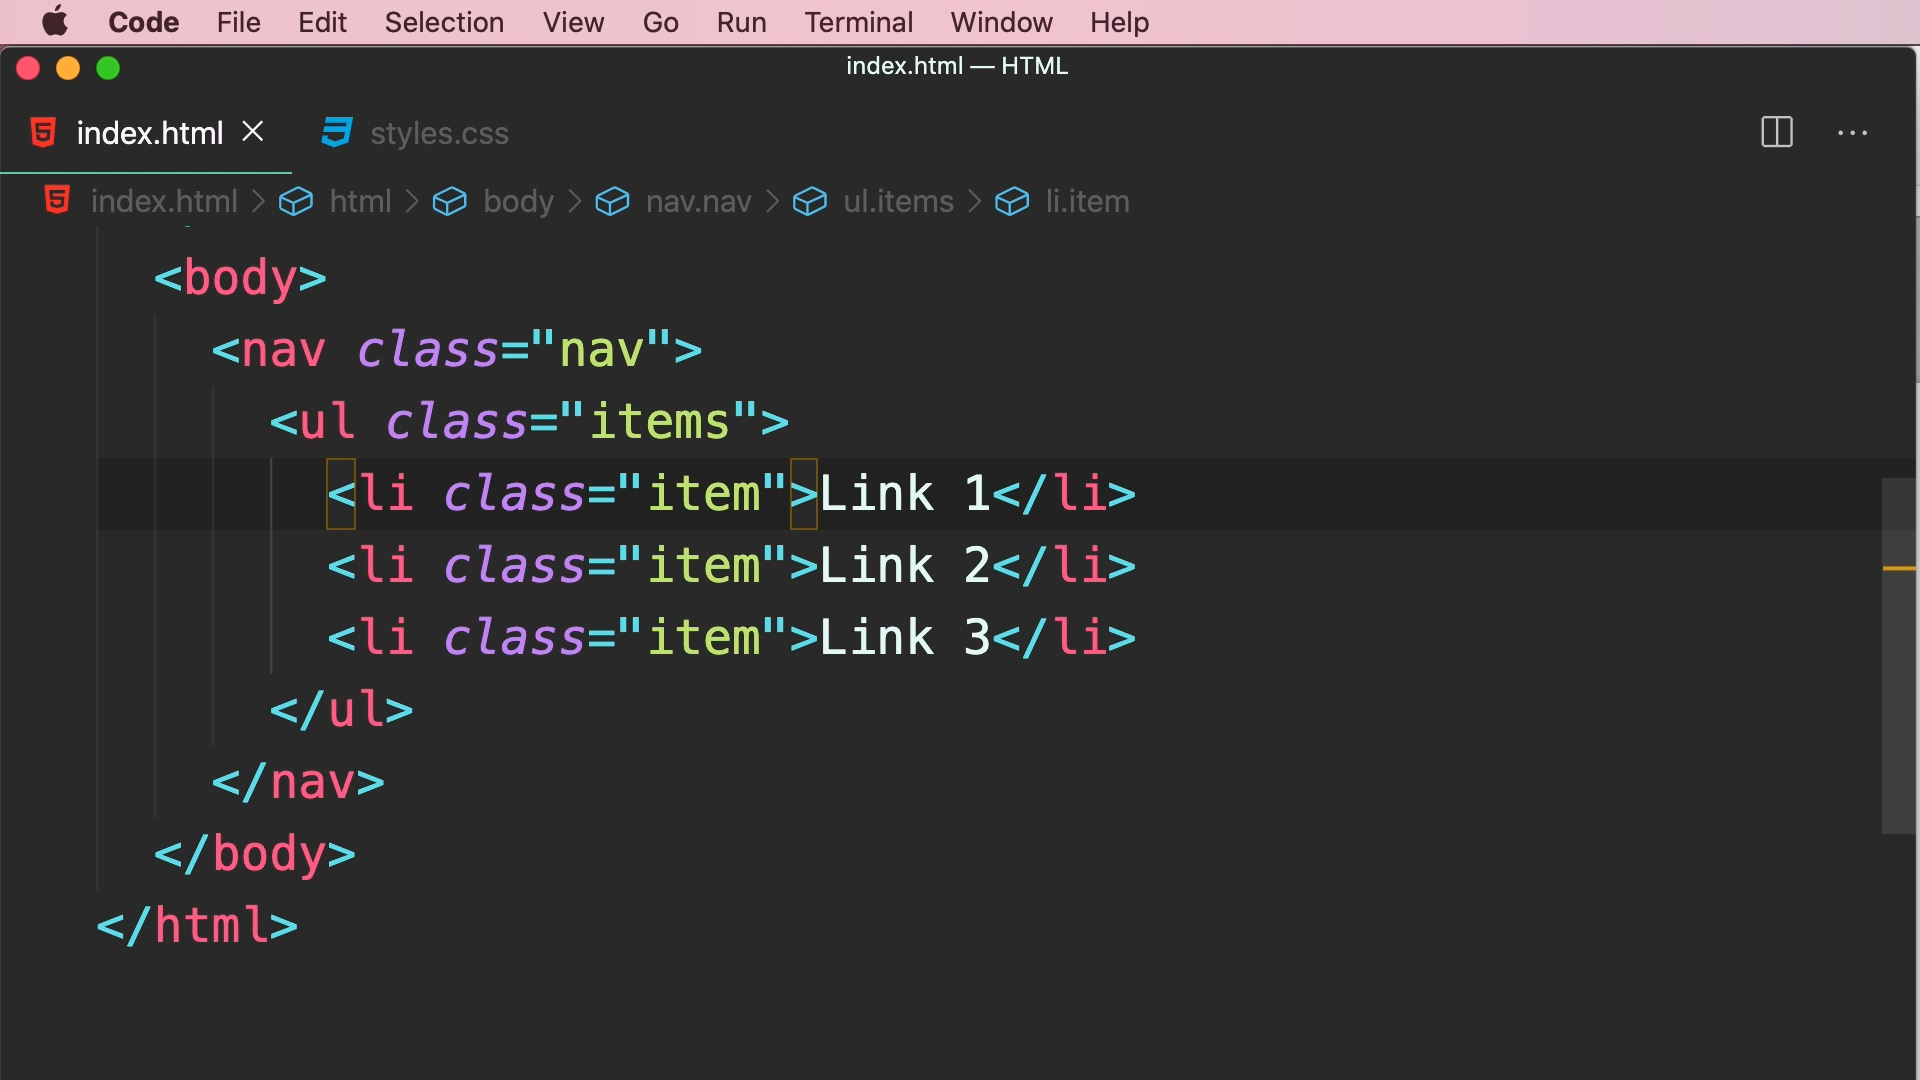 Code File Edit Selection View Go Run Terminal Window Help
index.html — HTML
index.html styles.css
index.html > html > body > nav.nav > ul.items > li.item
<body>
<nav class="nav">
<ul class="items">
<li class="item">Link 1</li>
<li class="item">Link 2</li>
<li class="item">Link 3</li>
</ul>
</nav>
</body>
</html>